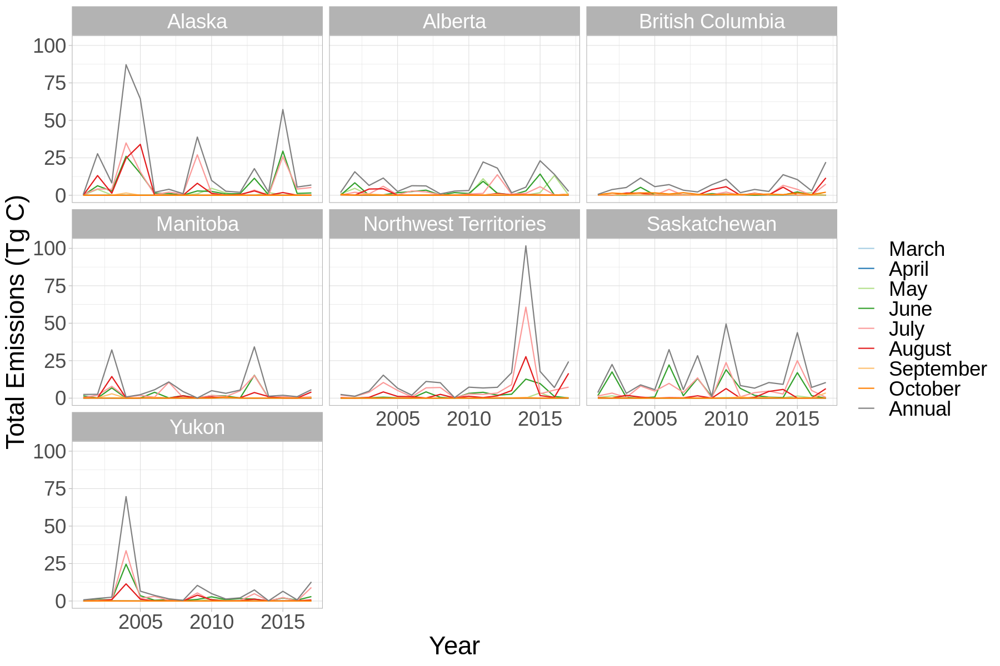 Alaska
Alberta
British Columbia
100
75
50
25
0
Manitoba
Northwest Territories
Saskatchewan
100
75
50
25
0
2005 2010 2015
2005 2010 2015
Yukon
100
75
50
25
0
2005 2010 2015
Total Emissions (Tg C)
Year
March
April
May
June
July
August
September
October
Annual